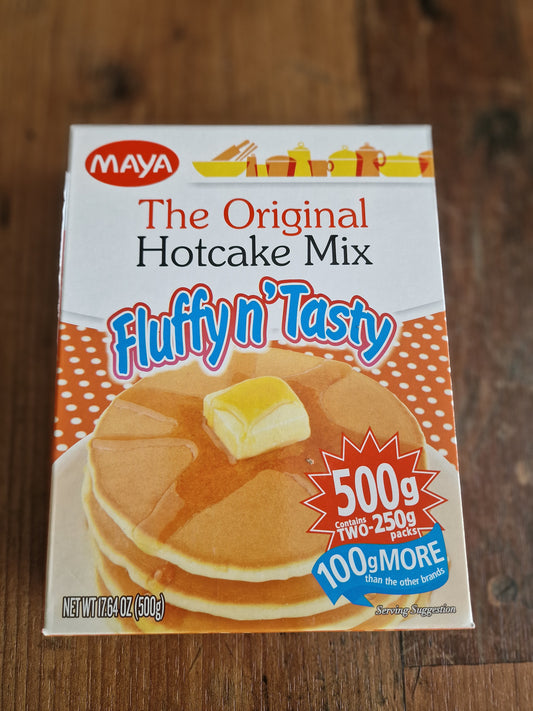 MAYA
The Original
Hotcake Mix
Fluffy n' Tasty
500g
Contains
TWO-250g
packs
100g MORE
than the other brands
NET WT 17.64 OZ (500g)
Serving Suggestion